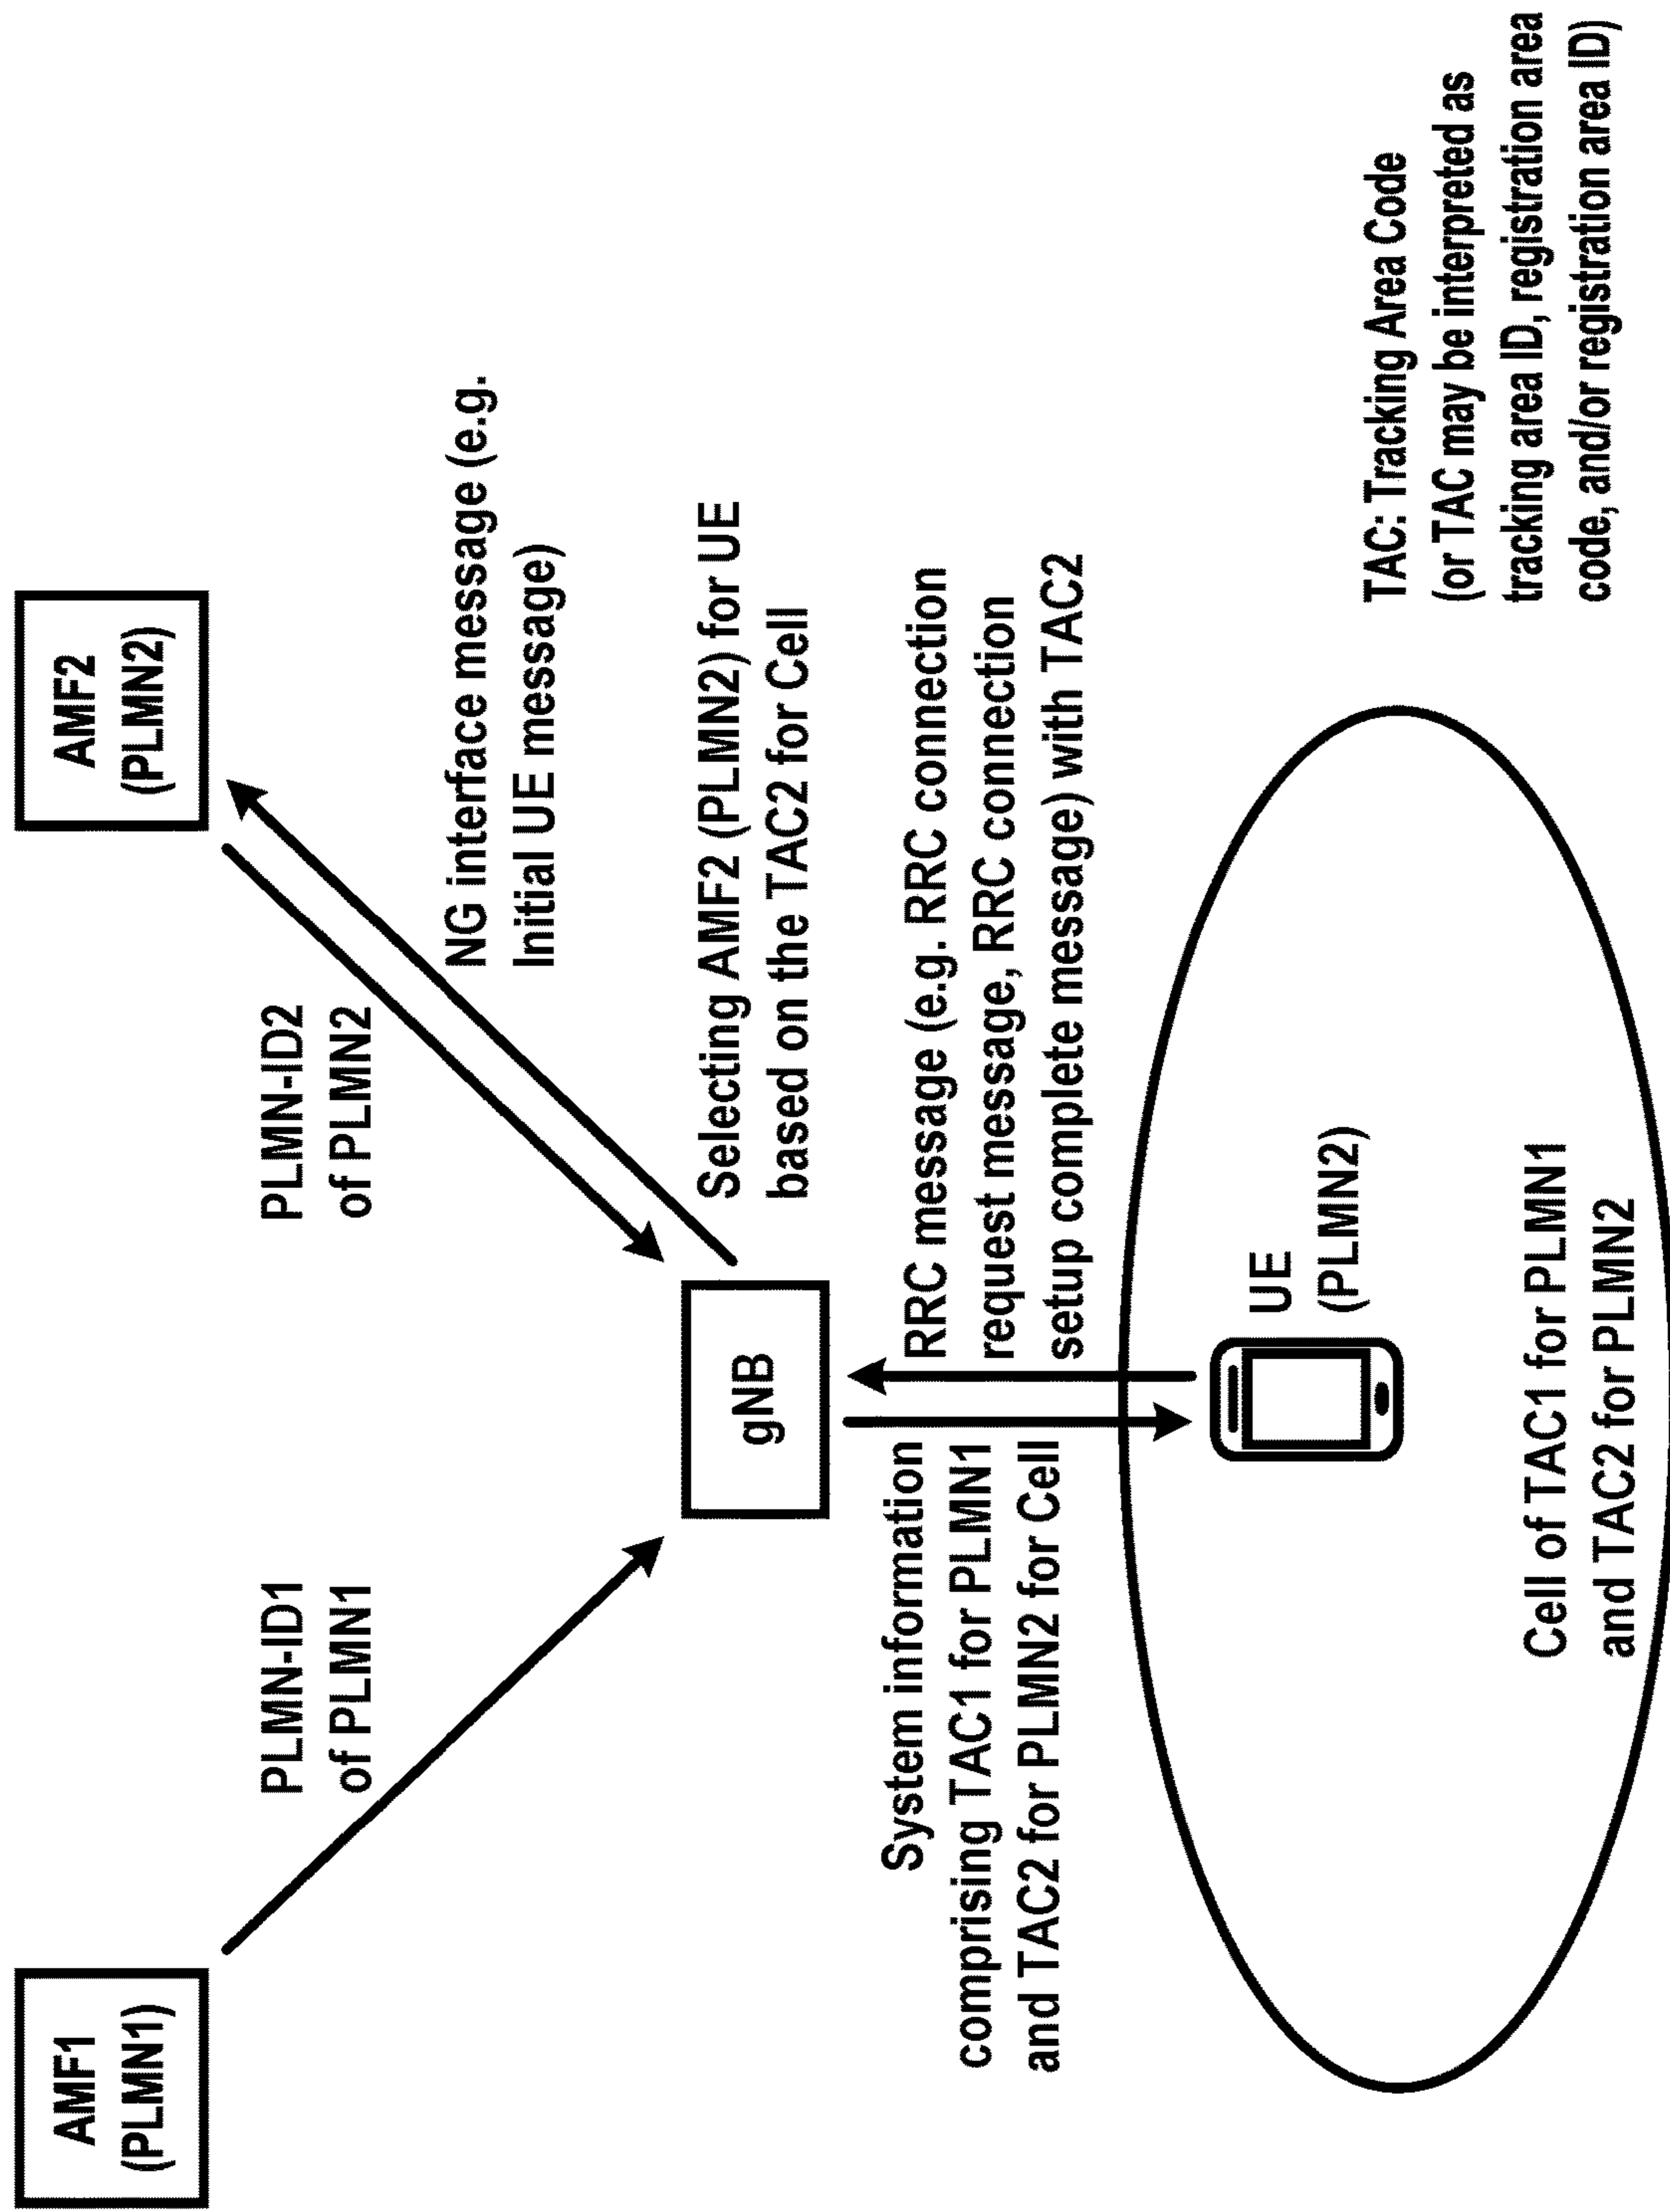 AMF1
(PLMN1)
AMF2
(PLMN2)
PLMN-ID1
of PLMN1
PLMN-ID2
of PLMN2
NG interface message (e.g.
Initial UE message)
gNB
Selecting AMF2 (PLMN2) for UE
based on the TAC2 for Cell
System information
comprising TAC1 for PLMN1
and TAC2 for PLMN2 for Cell
RRC message (e.g. RRC connection
request message, RRC connection
setup complete message) with TAC2
UE
(PLMN2)
Cell of TAC1 for PLMN1
and TAC2 for PLMN2
TAC: Tracking Area Code
(or TAC may be interpreted as
tracking area ID, registration area
code, and/or registration area ID)